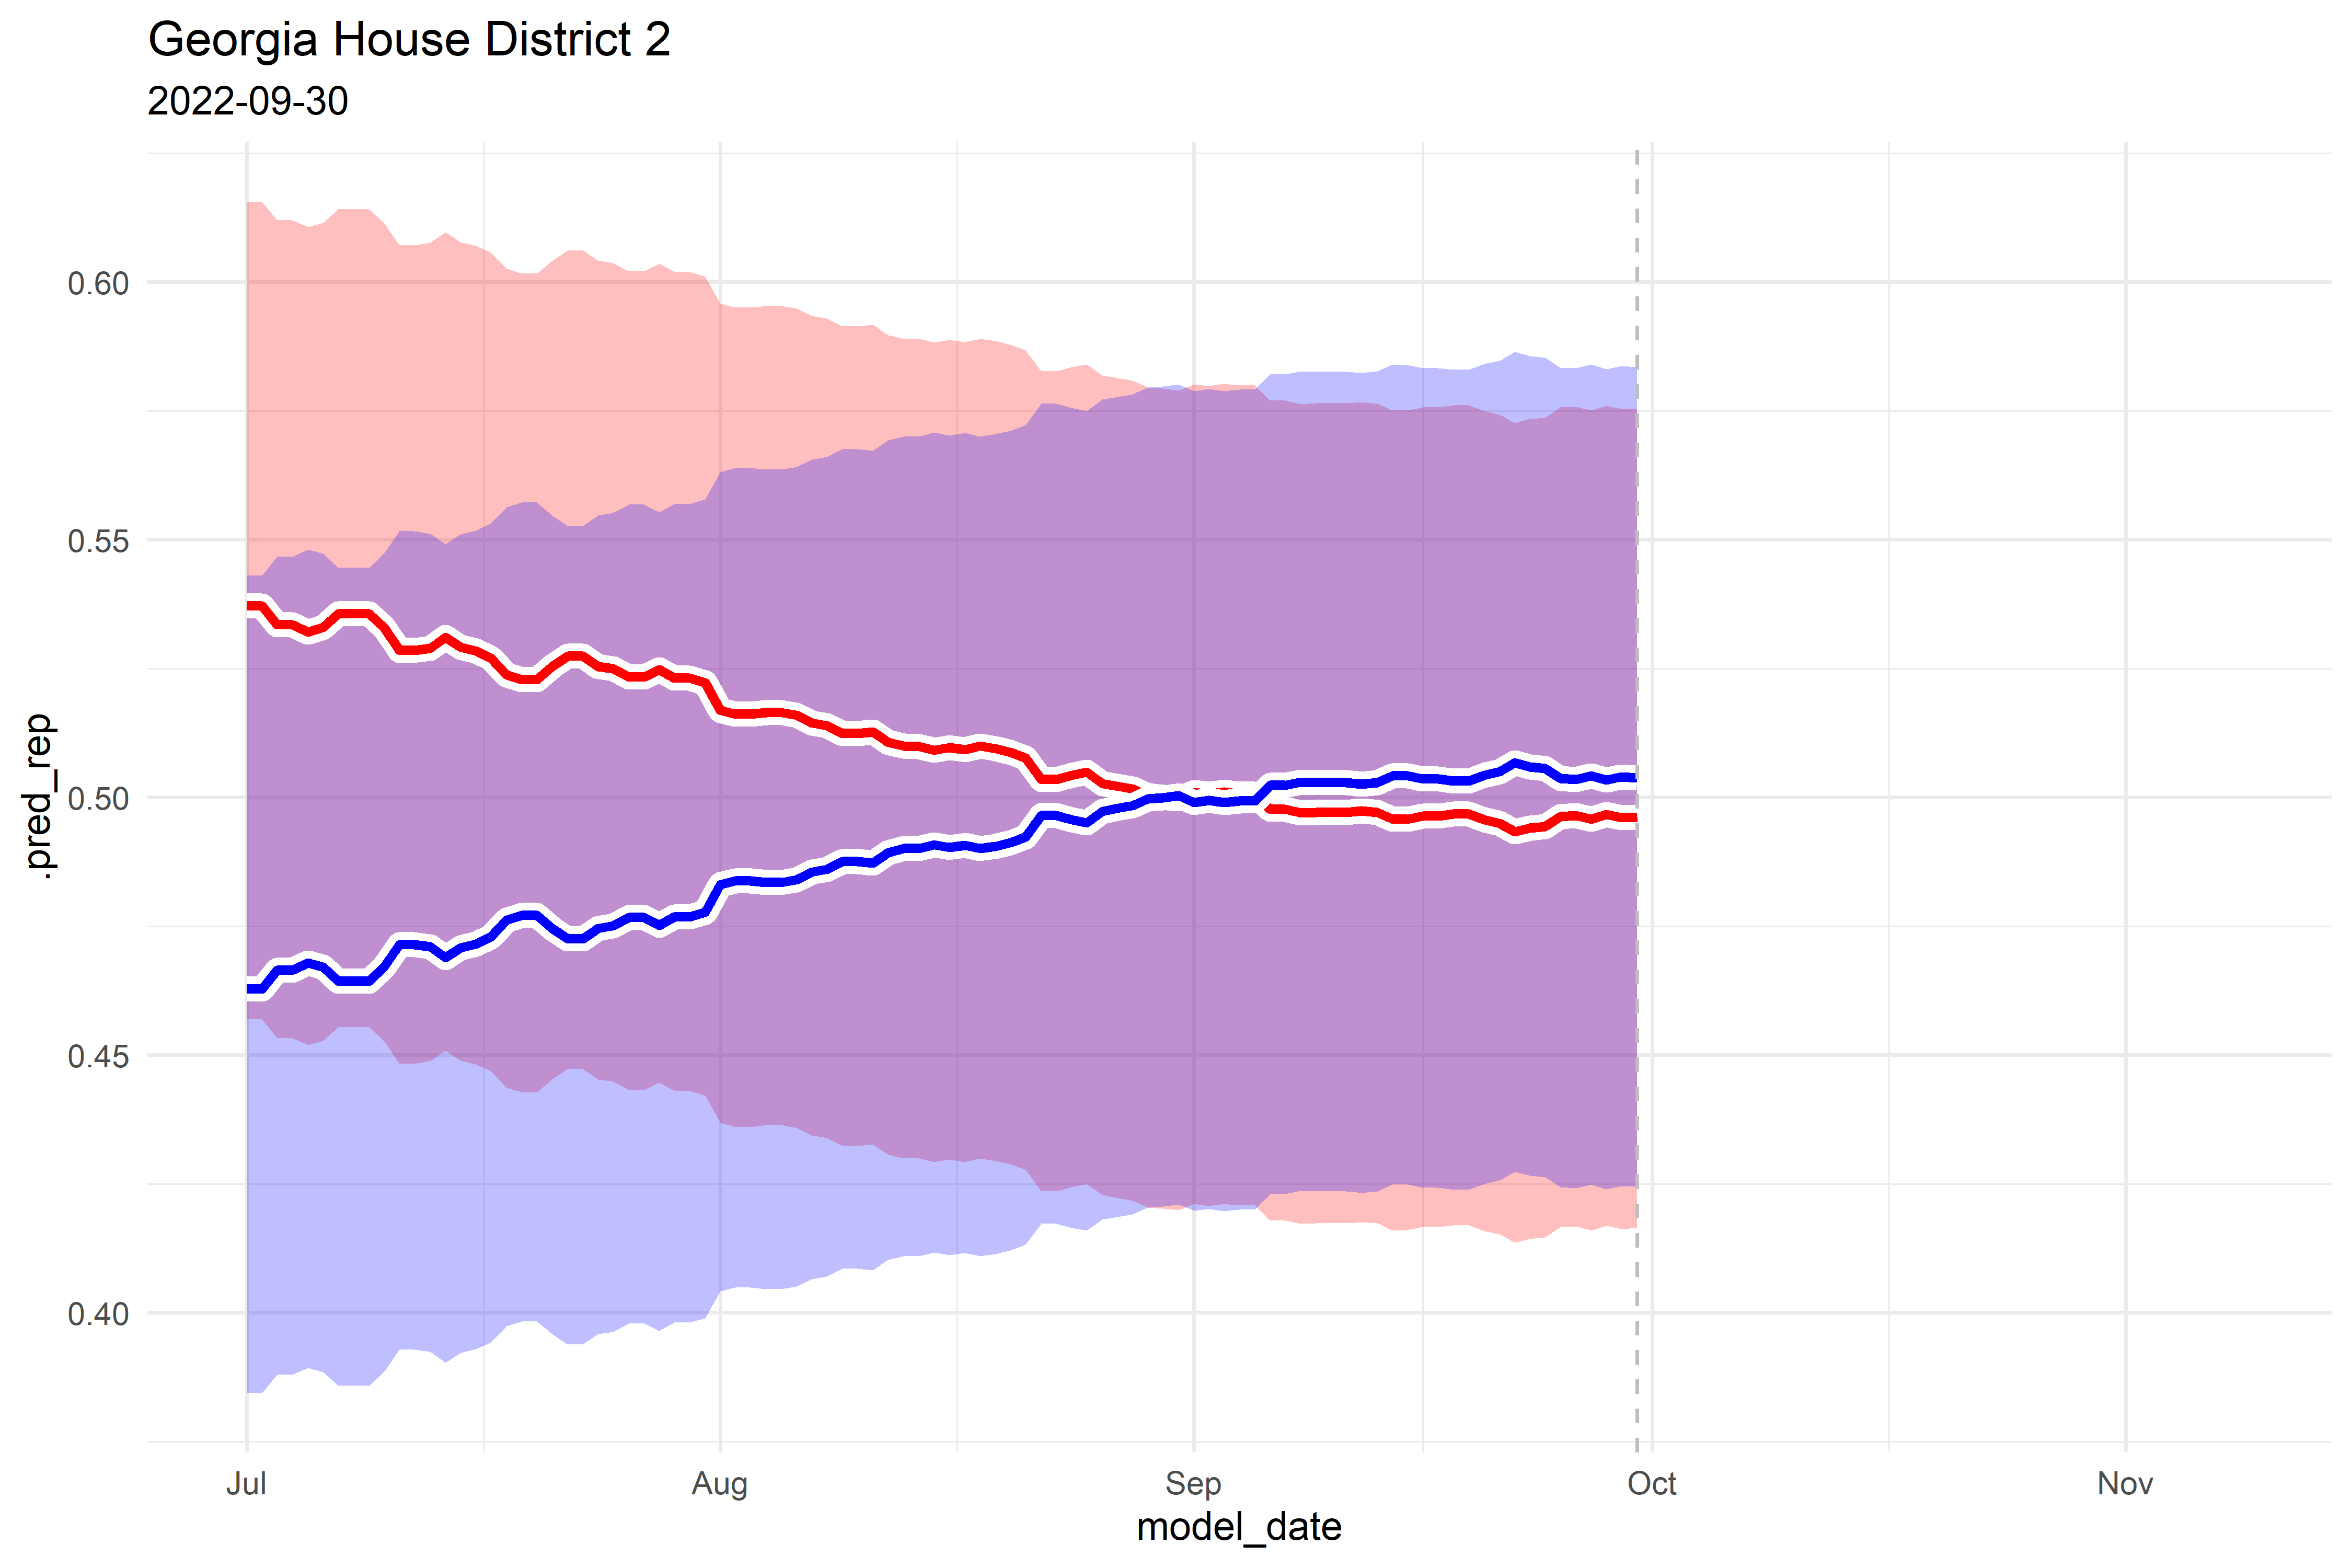 Georgia House District 2
2022-09-30
0.60
0.55
0.50
0.45
0.40
.pred_rep
Jul Aug Sep Oct Nov
model_date